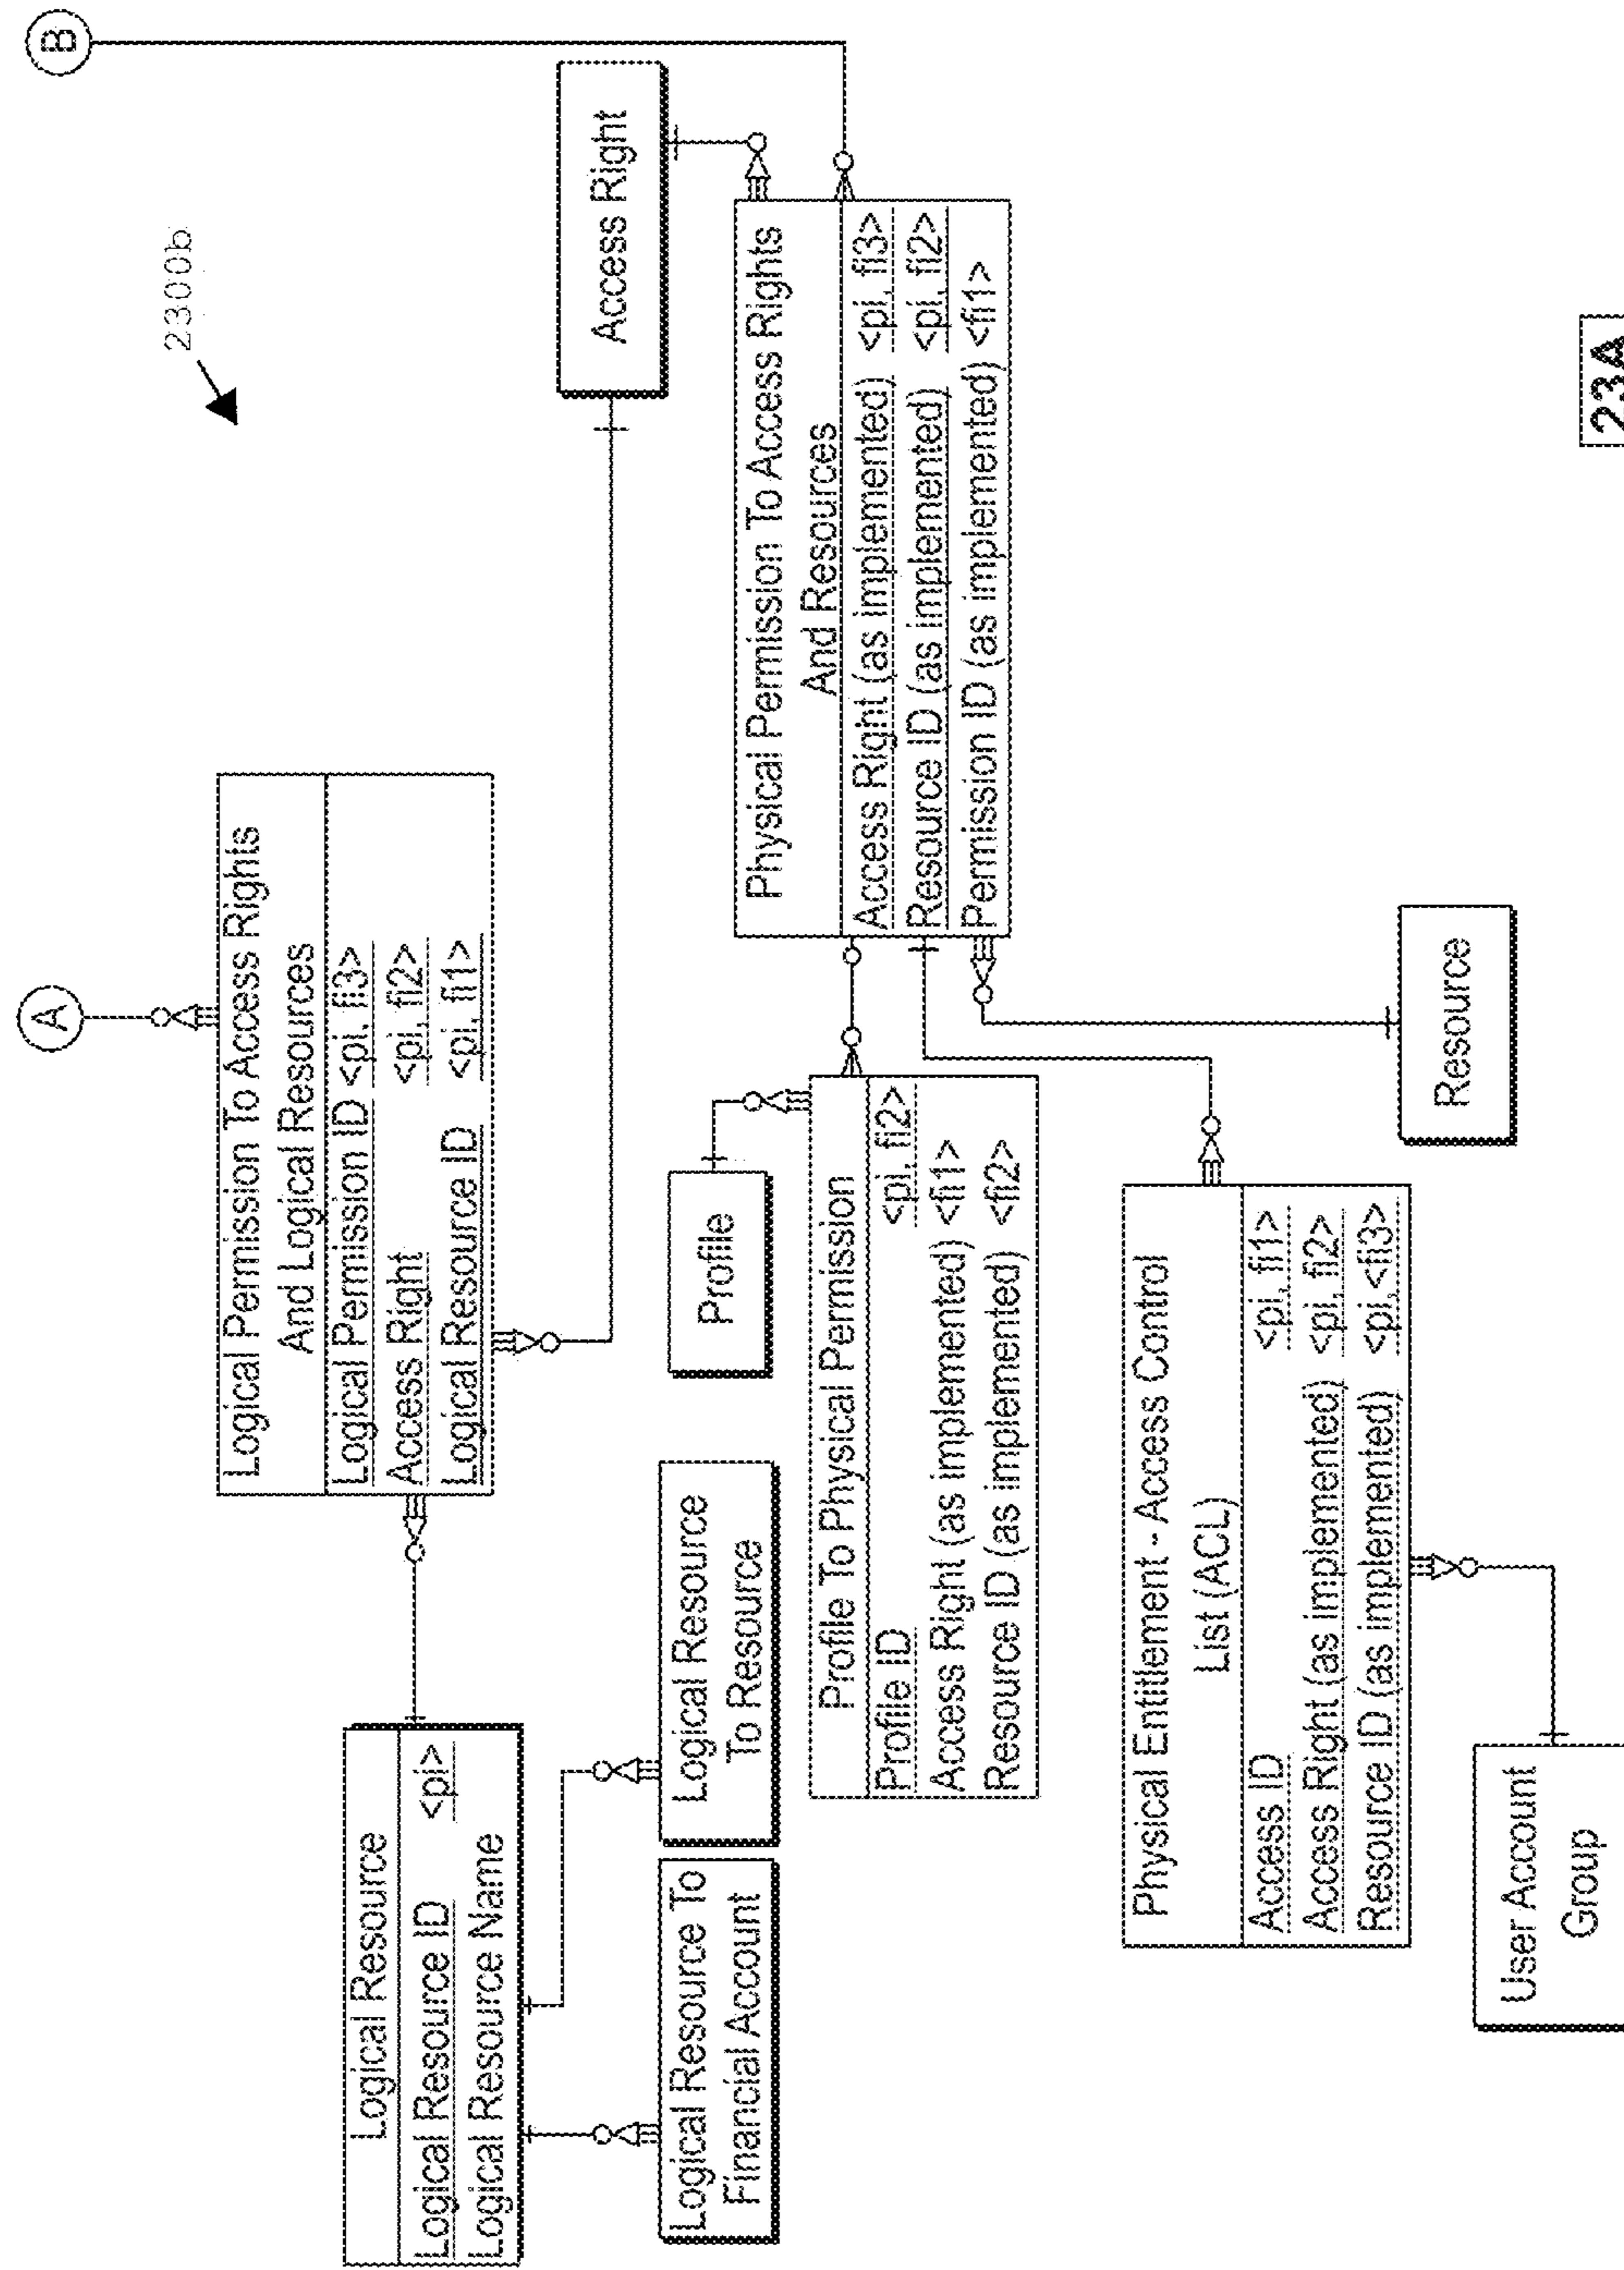 A
B
2300b
Logical Resource
Logical Resource ID <pi>
Logical Resource Name
Logical Permission To Access Rights
And Logical Resources
Logical Permission ID <pi, fi3>
Access Right <pi, fi2>
Logical Resource ID <pi, fi1>
Access Right
Logical Resource To
Financial Account
Logical Resource
To Resource
Profile
Physical Permission To Access Rights
And Resources
Access Right (as implemented) <pi, fi3>
Resource ID (as implemented) <pi, fi2>
Permission ID (as implemented) <fi1>
Profile To Physical Permission
Profile ID <pi, fi2>
Access Right (as implemented) <fi1>
Resource ID (as implemented) <fi2>
Physical Entitlement - Access Control
List (ACL)
Access ID <pi, fi1>
Access Right (as implemented) <pi, fi2>
Resource ID (as implemented) <pi,<fi3>
Resource
User Account
Group
23A